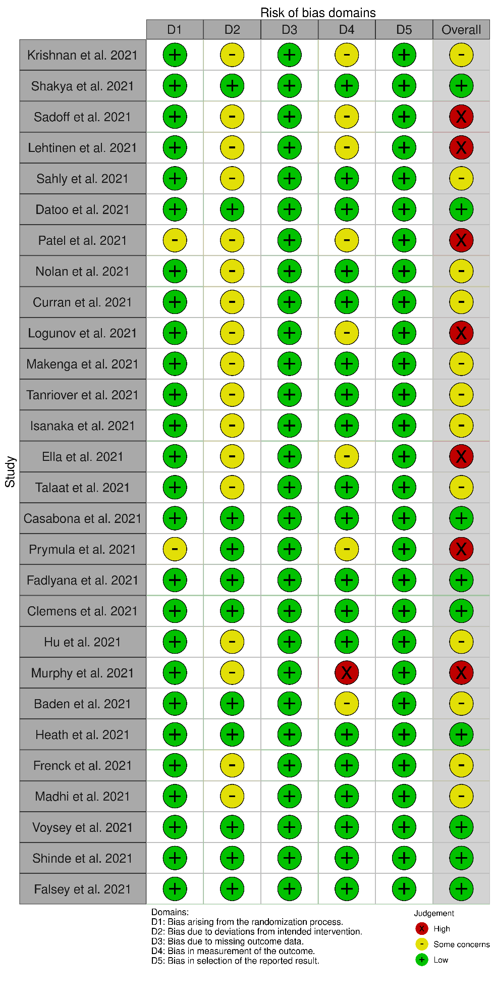 Risk of bias domains
D1 D2 D3 D4 D5 Overall
Krishnan et al. 2021 + - + - + -
Shakya et al. 2021 + + + + + +
Sadoff et al. 2021 + - + - + X
Lehtinen et al. 2021 + - + - + X
Sahly et al. 2021 + - + + + -
Datoo et al. 2021 + + + + + +
Patel et al. 2021 - - + - + X
Nolan et al. 2021 + - + + + -
Curran et al. 2021 + - + + + -
Logunov et al. 2021 + - + - + X
Makenga et al. 2021 + - + + + -
Tanriover et al. 2021 + - + + + -
Isanaka et al. 2021 + - + + + -
Ella et al. 2021 + - + - + X
Study
Talaat et al. 2021 + - + + + -
Casabona et al. 2021 + + + + + +
Prymula et al. 2021 - + + - + X
Fadlyana et al. 2021 + + + + + +
Clemens et al. 2021 + + + + + +
Hu et al. 2021 + - + + + -
Murphy et al. 2021 + - + X + X
Baden et al. 2021 + + + - + -
Heath et al. 2021 + + + + + +
Frenck et al. 2021 + - + + + -
Madhi et al. 2021 + - + + + -
Voysey et al. 2021 + + + + + +
Shinde et al. 2021 + + + + + +
Falsey et al. 2021 + + + + + +
Domains:
D1: Bias arising from the randomization process.
D2: Bias due to deviations from intended intervention.
D3: Bias due to missing outcome data.
D4: Bias in measurement of the outcome.
D5: Bias in selection of the reported result.
Judgement
X High
- Some concerns
+ Low